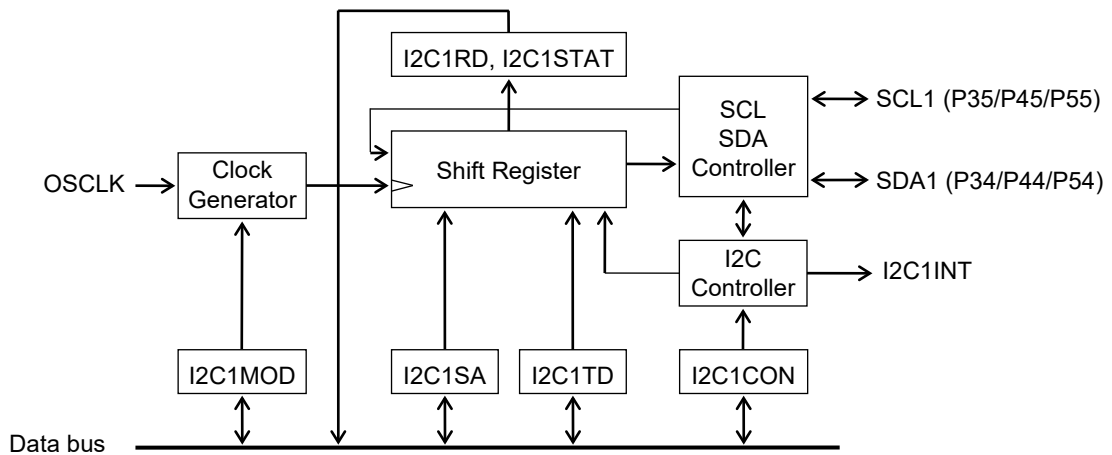 I2C1RD, I2C1STAT
SCL
SDA
Controller
SCL1 (P35/P45/P55)
Shift Register
Clock
Generator
OSCLK
SDA1 (P34/P44/P54)
I2C
Controller
I2C1INT
I2C1MOD
I2C1SA
I2C1TD
I2C1CON
Data bus